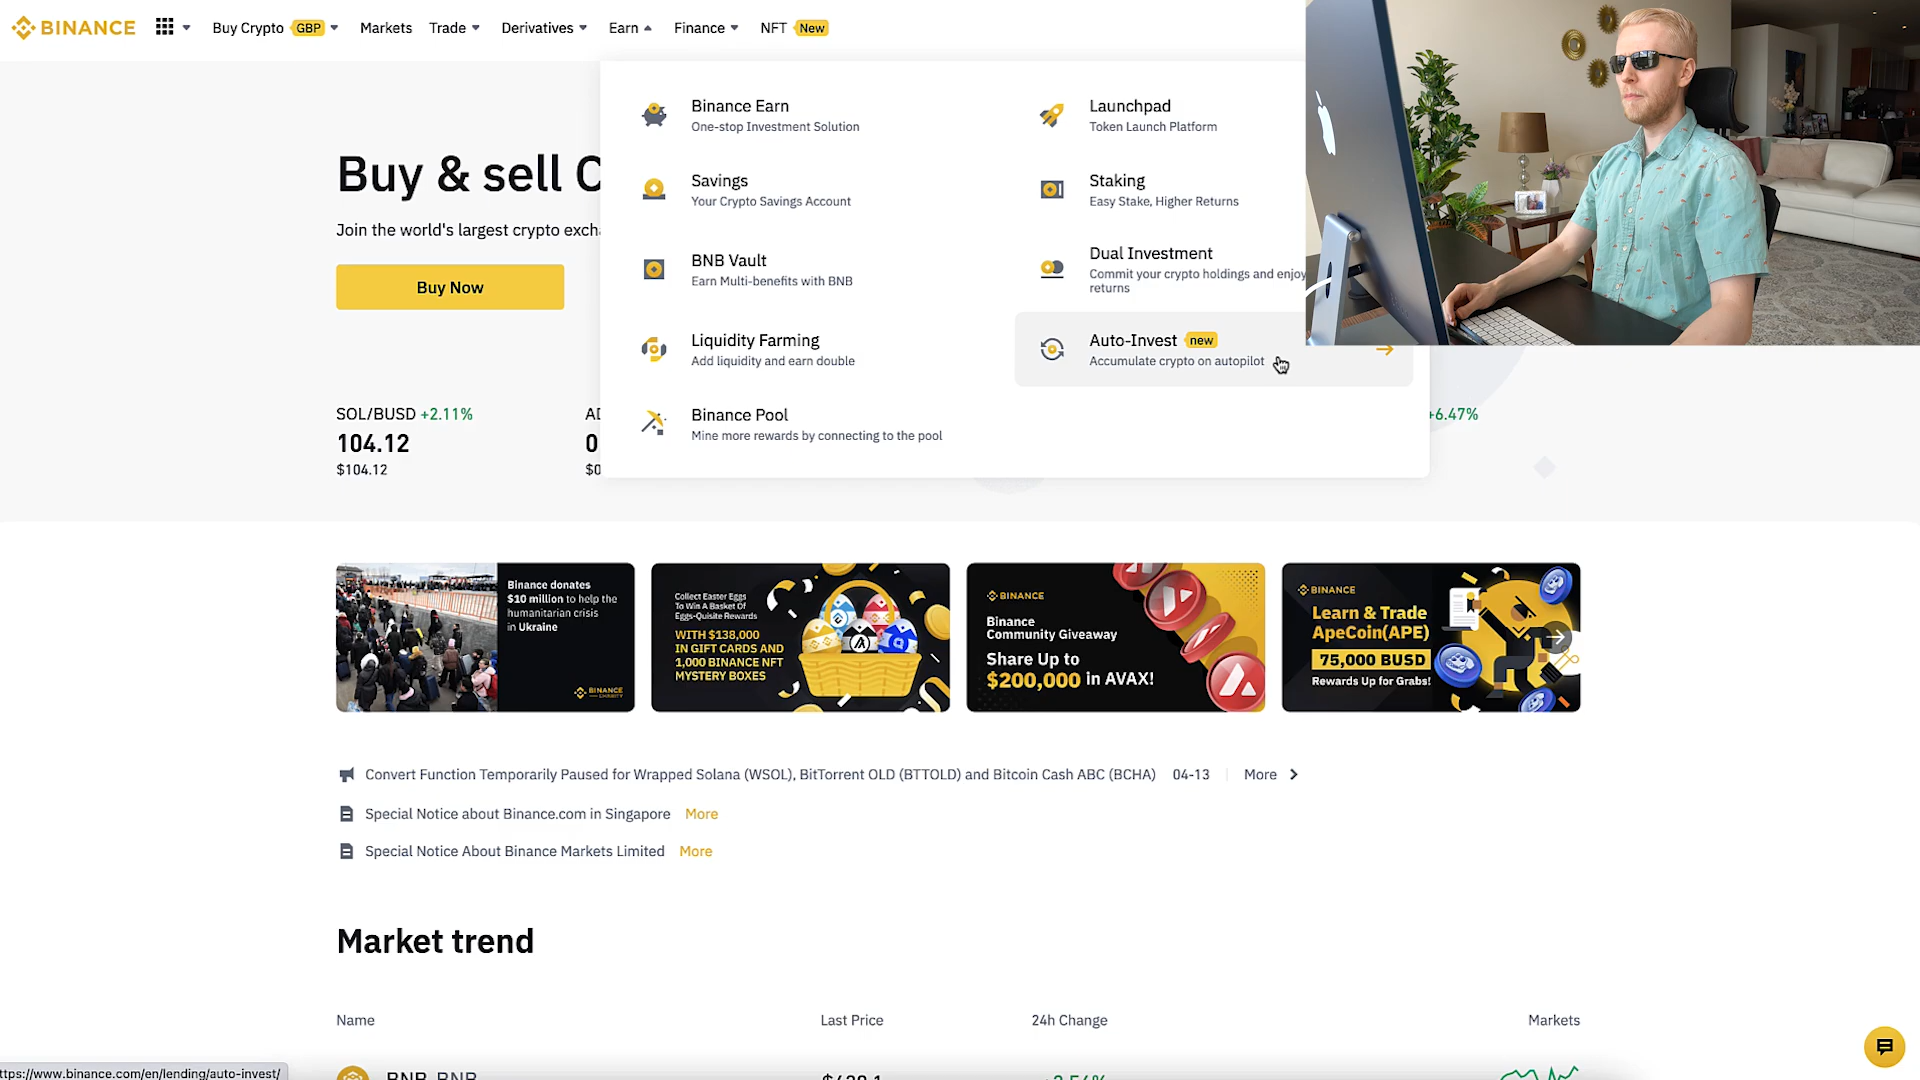 BINANCE
Buy Crypto GBP
Markets
Trade
Derivatives
Earn
Finance
NFT New
Binance Earn
One-stop Investment Solution
Launchpad
Token Launch Platform
Savings
Your Crypto Savings Account
Staking
Easy Stake, Higher Returns
BNB Vault
Earn Multi-benefits with BNB
Dual Investment
Commit your crypto holdings and enjoy
returns
Liquidity Farming
Add liquidity and earn double
Auto-Invest new
Accumulate crypto on autopilot
Binance Pool
Mine more rewards by connecting to the pool
Buy & sell C
Join the world's largest crypto exch
Buy Now
SOL/BUSD +2.11%
104.12
$104.12
+6.47%
Binance donates
$10 million to help the
humanitarian crisis
in Ukraine
BINANCE
CHARITY
Collect Easter Eggs
To Win A Basket Of
Eggs-Quisite Rewards
WITH $138,000
IN GIFT CARDS AND
1,000 BINANCE NFT
MYSTERY BOXES
BINANCE
Binance
Community Giveaway
Share Up to
$200,000 in AVAX!
BINANCE
Learn & Trade
ApeCoin(APE)
75,000 BUSD
Rewards Up for Grabs!
Convert Function Temporarily Paused for Wrapped Solana (WSOL), BitTorrent OLD (BTTOLD) and Bitcoin Cash ABC (BCHA) 04-13 More
Special Notice about Binance.com in Singapore More
Special Notice About Binance Markets Limited More
Market trend
Name
Last Price
24h Change
Markets
BNB BNB
ttps://www.binance.com/en/lending/auto-invest/